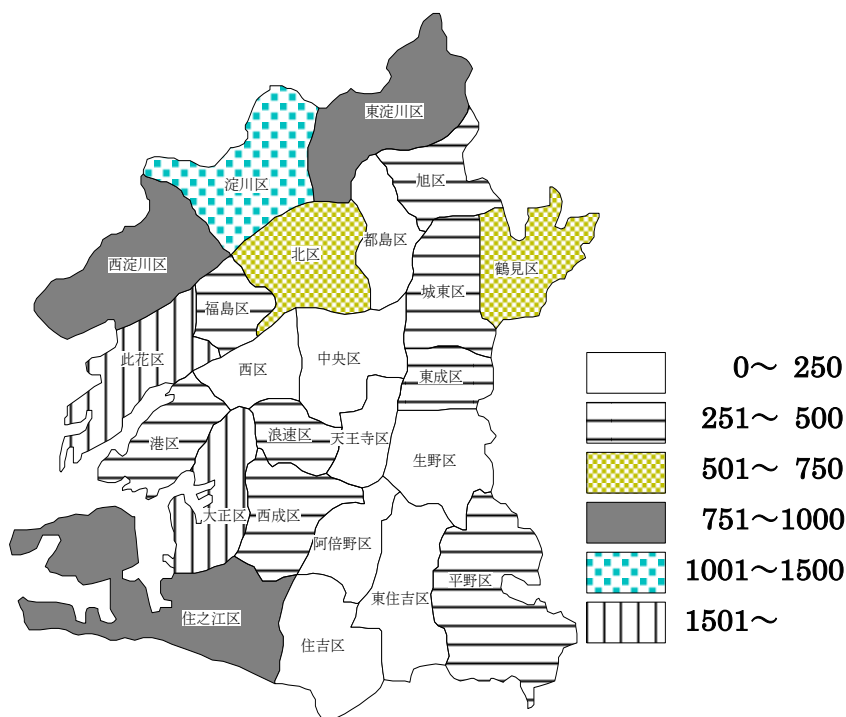 東淀川区
淀川区
旭区
北区
都島区
西淀川区
鶴見区
城東区
福島区
此花区
西区
中央区
東成区
港区
浪速区
天王寺区
生野区
大正区
西成区
阿倍野区
平野区
東住吉区
住之江区
住吉区
0～ 250
251～ 500
501～ 750
751～1000
1001～1500
1501～